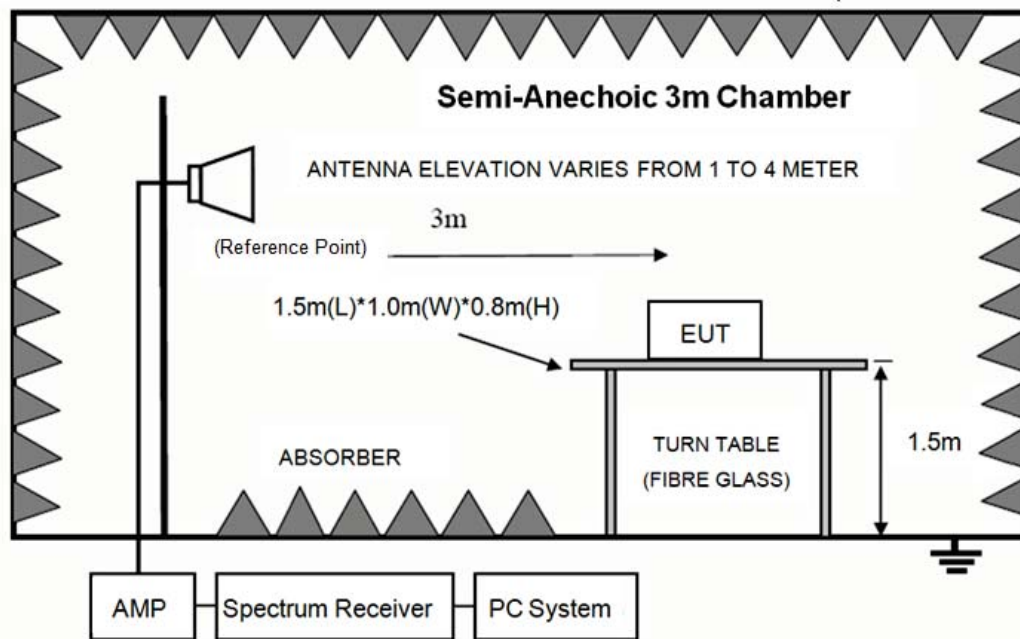 Semi-Anechoic 3m Chamber
ANTENNA ELEVATION VARIES FROM 1 TO 4 METER
3m
(Reference Point)
1.5m(L)*1.0m(W)*0.8m(H)
EUT
ABSORBER
TURN TABLE
(FIBRE GLASS)
1.5m
AMP
Spectrum Receiver
PC System